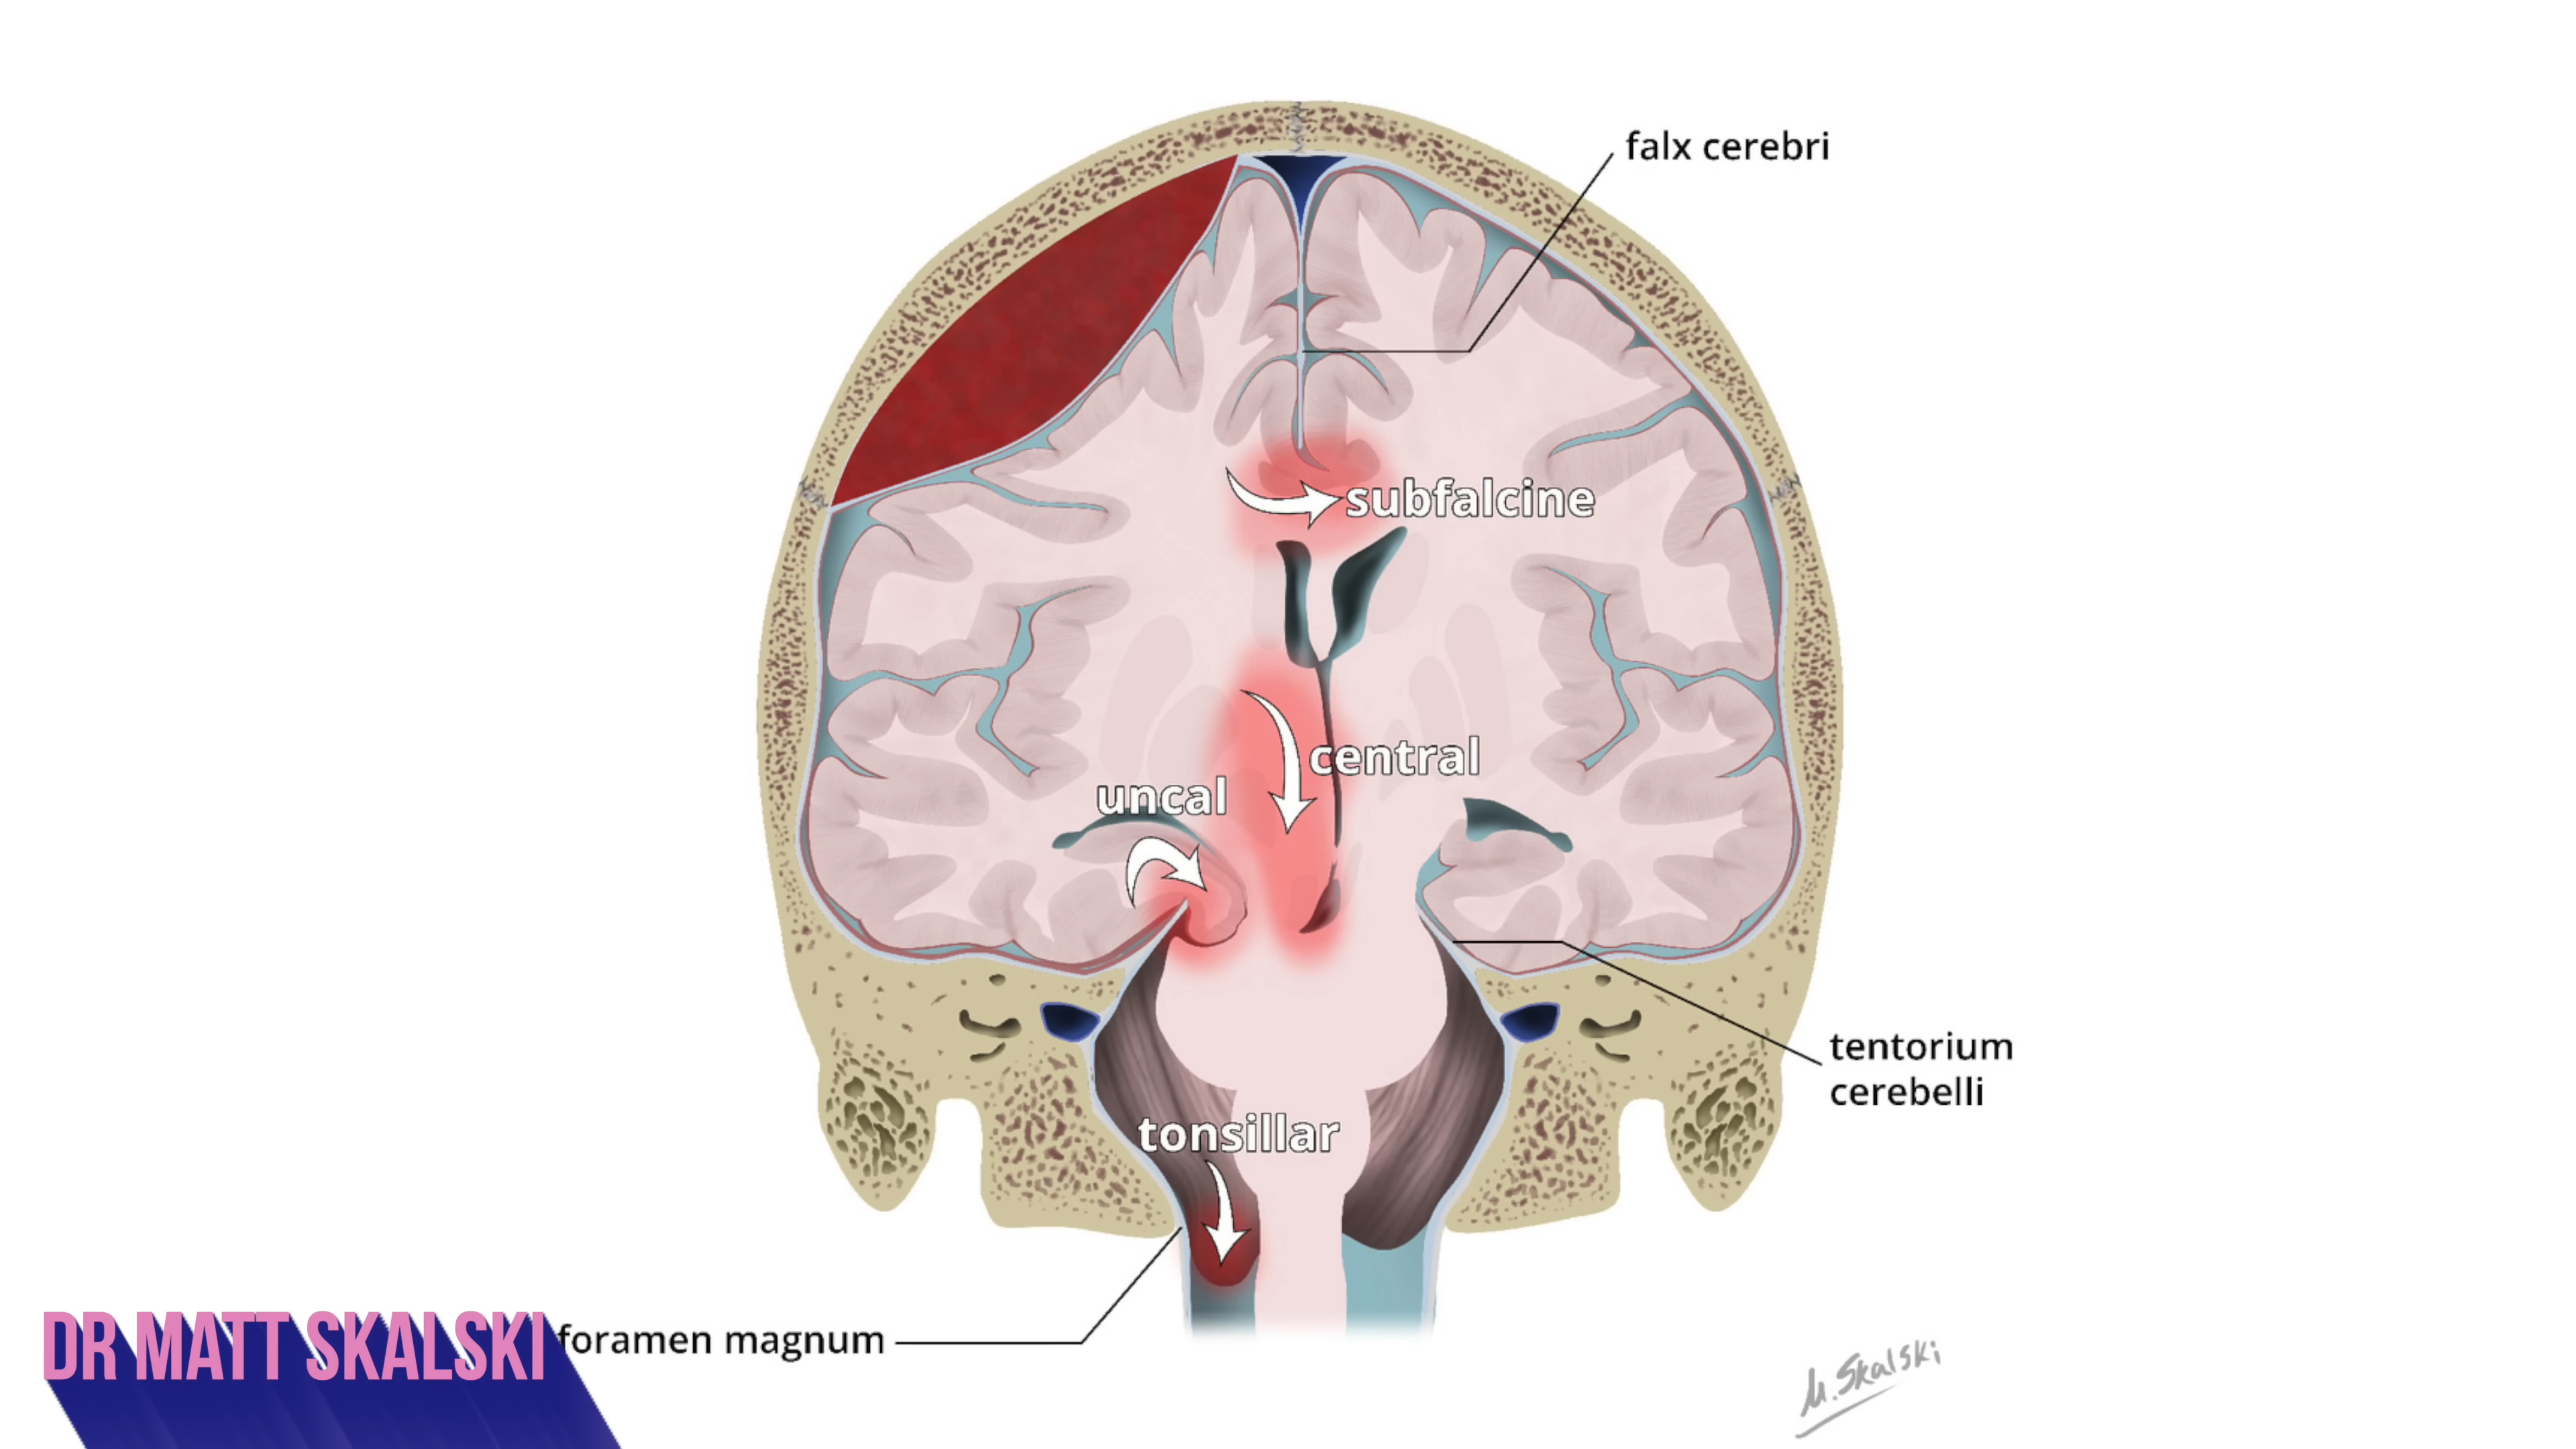 falx cerebri
subfalcine
central
uncal
tentorium
cerebelli
tonsillar
foramen magnum
DR MATT SKALSKI
M. Skalski